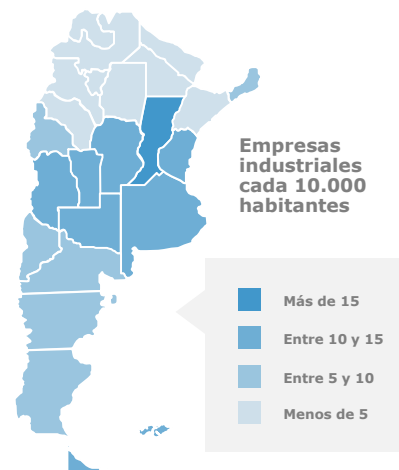 Empresas
industriales
cada 10.000
habitantes
Más de 15
Entre 10 y 15
Entre 5 y 10
Menos de 5